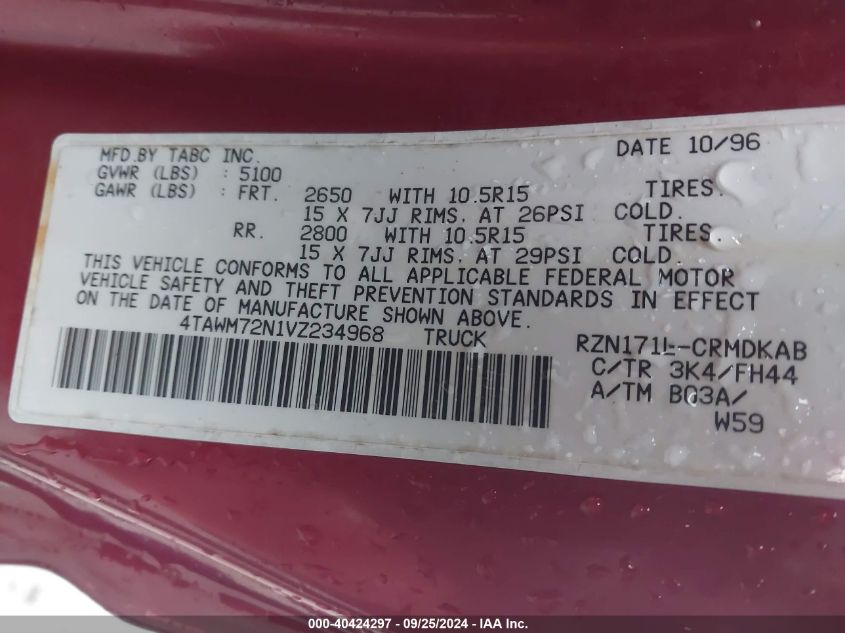 MFD.BY TABC INC. DATE 10/96
GVWR (LBS) : 5100
GAWR (LBS) : FRT. 2650 WITH 10.5R15 TIRES.
15 X 7JJ RIMS. AT 26PSI COLD.
RR. 2800 WITH 10.5R15 TIRES.
15 X 7JJ RIMS. AT 29PSI COLD.
THIS VEHICLE CONFORMS TO ALL APPLICABLE FEDERAL MOTOR
VEHICLE SAFETY AND THEFT PREVENTION STANDARDS IN EFFECT
ON THE DATE OF MANUFACTURE SHOWN ABOVE.
4TAWM72N1VZ234968 TRUCK
RZN171L-CRMDKAB
C/TR 3K4/FH44
A/TM B03A/
W59
000-40424297 - 09/25/2024 - IAA Inc.